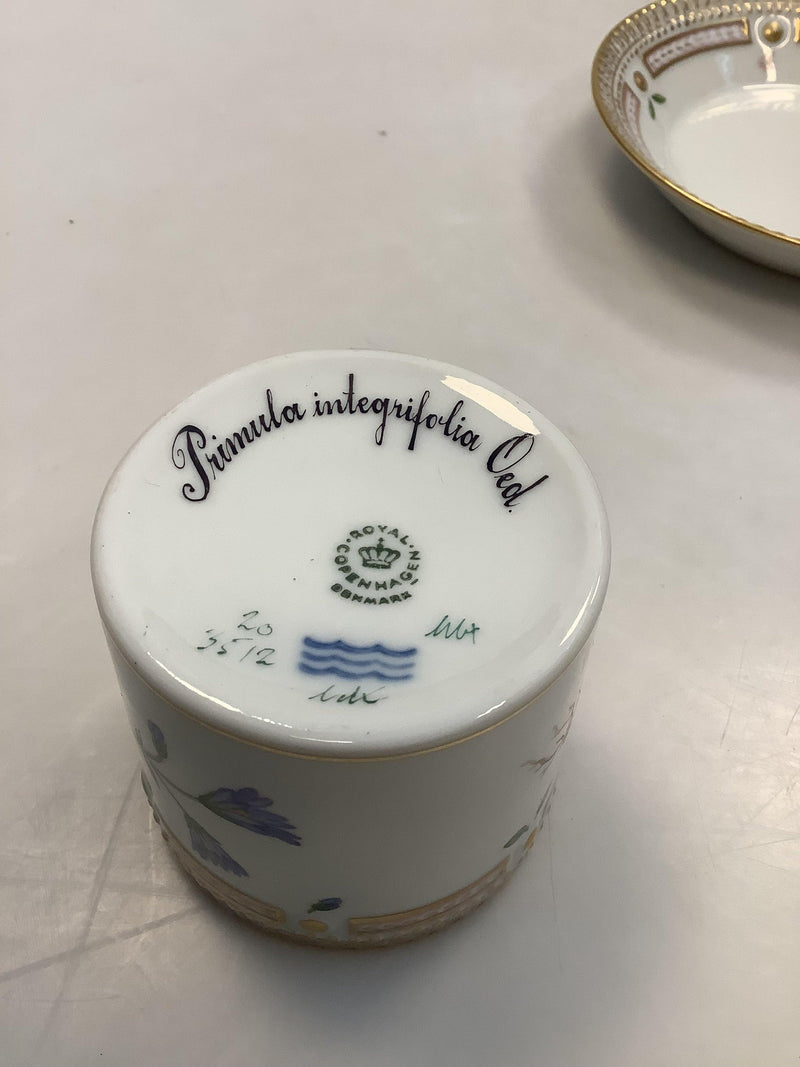 Primula integrifolia Oed.
ROYAL
COPENHAGEN
DENMARK
20
3512